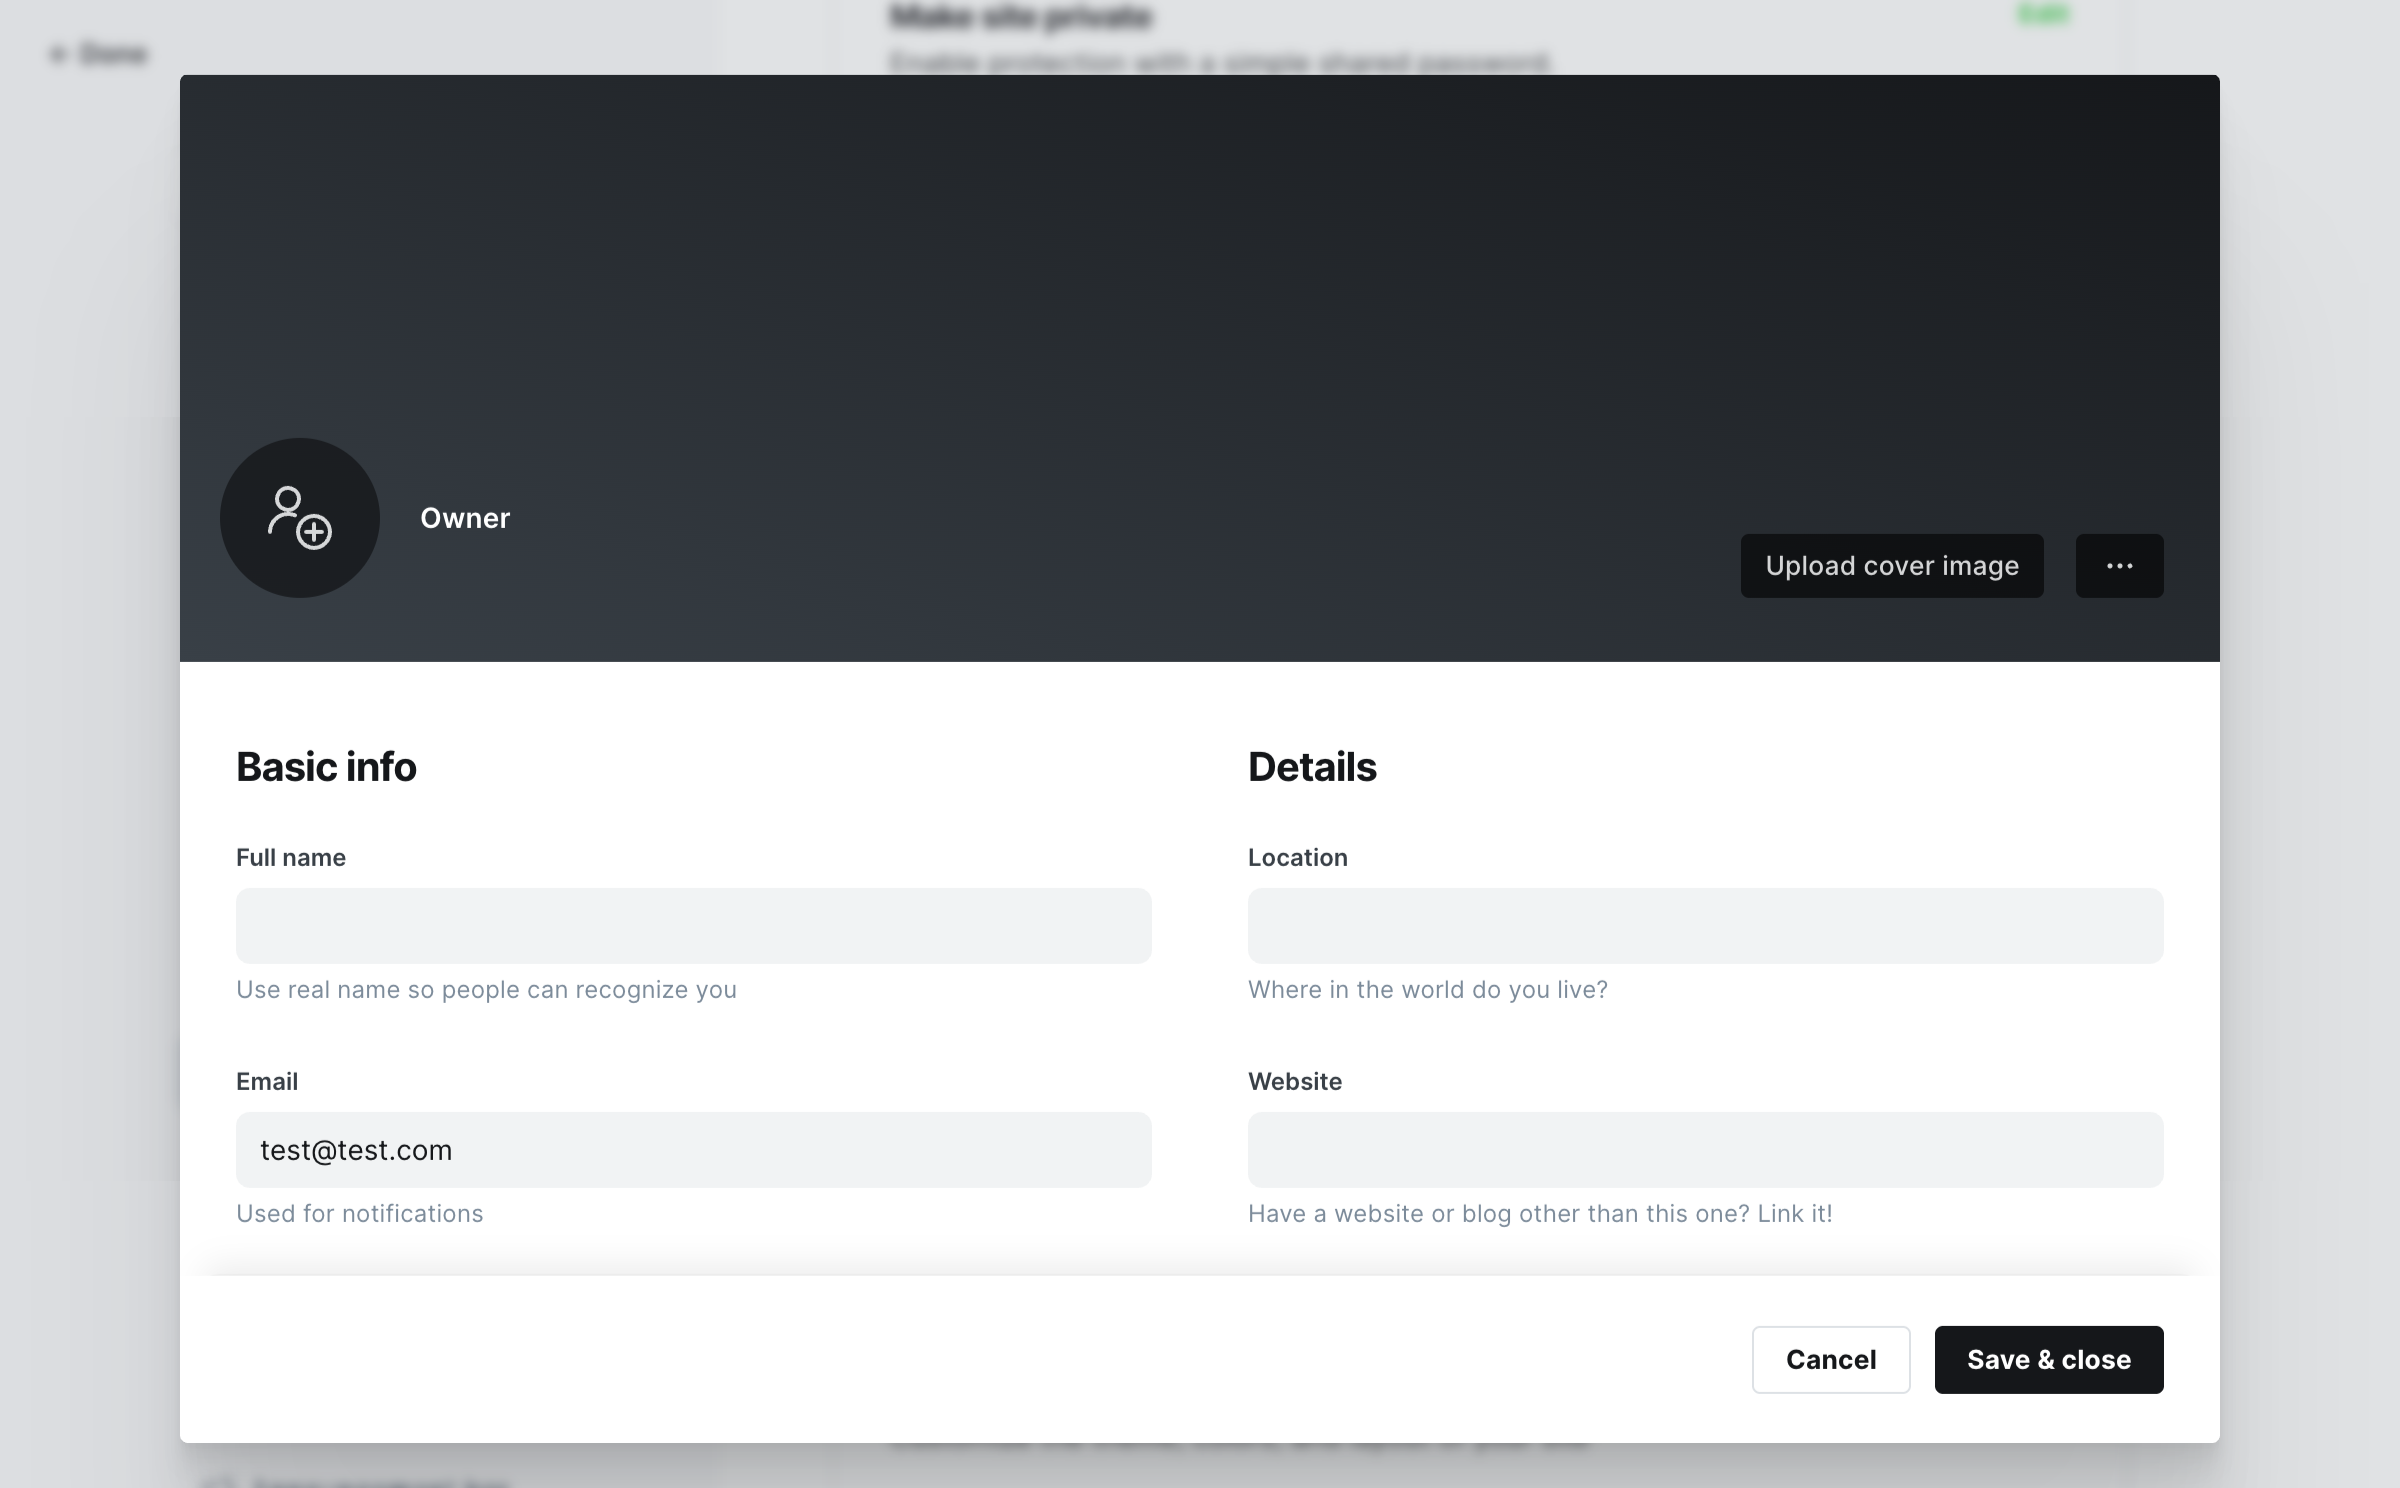 Make site private
Edit
← Done
Enable protection with a simple shared password.
Owner
Upload cover image
···
Basic info
Details
Full name
Location
Use real name so people can recognize you
Where in the world do you live?
Email
Website
test@test.com
Used for notifications
Have a website or blog other than this one? Link it!
Cancel
Save & close